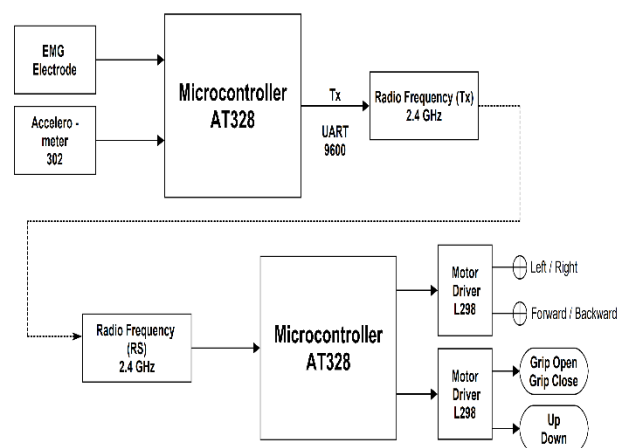 EMG
Electrode
Accelero -
meter
302
Microcontroller
AT328
Tx
UART
9600
Radio Frequency (Tx)
2.4 GHz
Radio Frequency
(RS)
2.4 GHz
Microcontroller
AT328
Motor
Driver
L298
Left / Right
Forward / Backward
Motor
Driver
L298
Grip Open
Grip Close
Up
Down